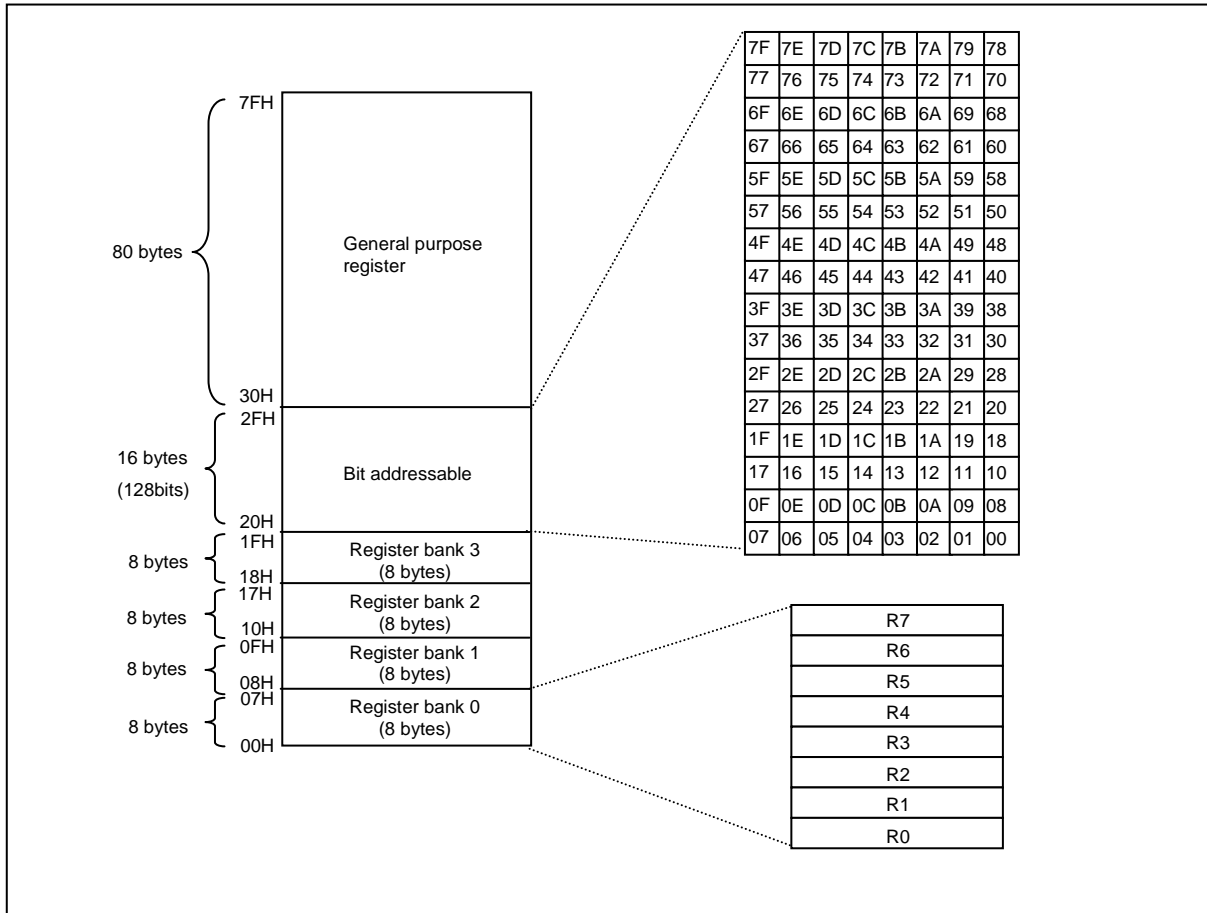 7FH
80 bytes
General purpose
register
30H
2FH
16 bytes
(128bits)
Bit addressable
20H
1FH
8 bytes
Register bank 3
(8 bytes)
18H
17H
8 bytes
Register bank 2
(8 bytes)
10H
0FH
8 bytes
Register bank 1
(8 bytes)
08H
07H
8 bytes
Register bank 0
(8 bytes)
00H
7F 7E 7D 7C 7B 7A 79 78
77 76 75 74 73 72 71 70
6F 6E 6D 6C 6B 6A 69 68
67 66 65 64 63 62 61 60
5F 5E 5D 5C 5B 5A 59 58
57 56 55 54 53 52 51 50
4F 4E 4D 4C 4B 4A 49 48
47 46 45 44 43 42 41 40
3F 3E 3D 3C 3B 3A 39 38
37 36 35 34 33 32 31 30
2F 2E 2D 2C 2B 2A 29 28
27 26 25 24 23 22 21 20
1F 1E 1D 1C 1B 1A 19 18
17 16 15 14 13 12 11 10
0F 0E 0D 0C 0B 0A 09 08
07 06 05 04 03 02 01 00
R7
R6
R5
R4
R3
R2
R1
R0